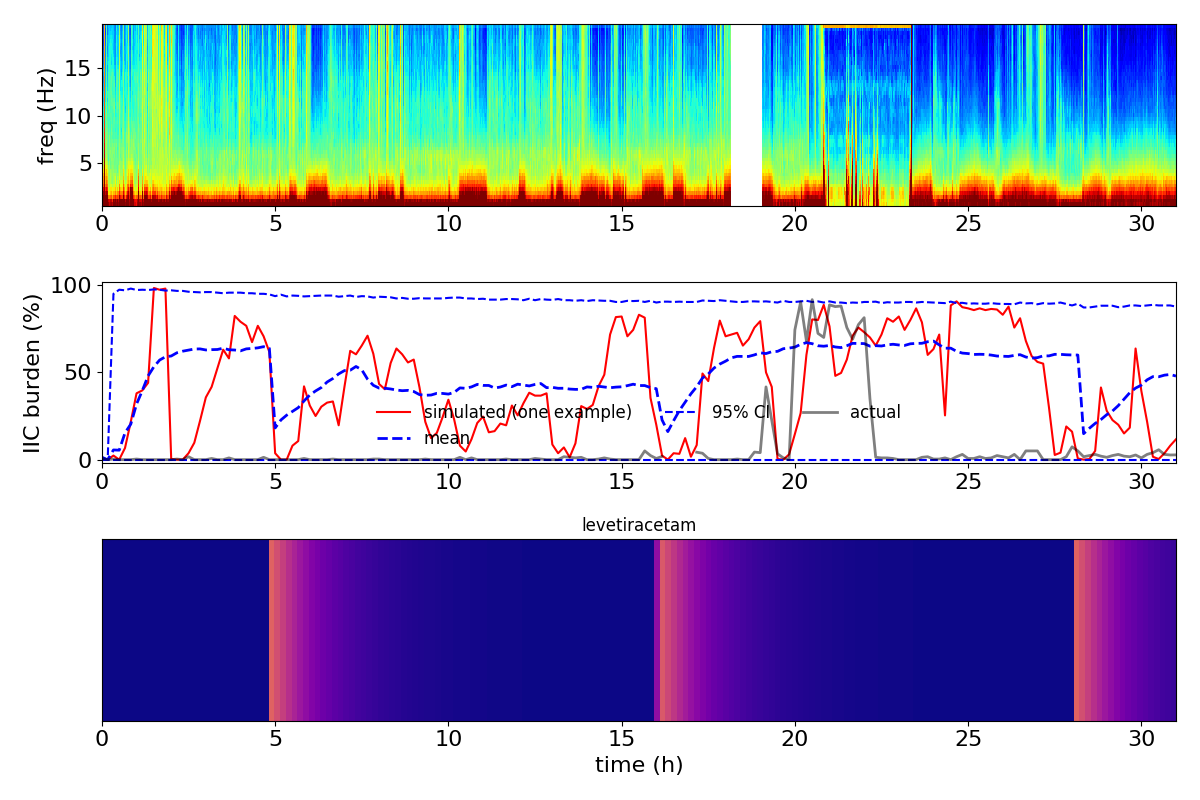 freq (Hz)
15
10
5
0 5 10 15 20 25 30
IIC burden (%)
100
50
0
simulated (one example) 95% CI actual
mean
0 5 10 15 20 25 30
levetiracetam
0 5 10 15 20 25 30
time (h)